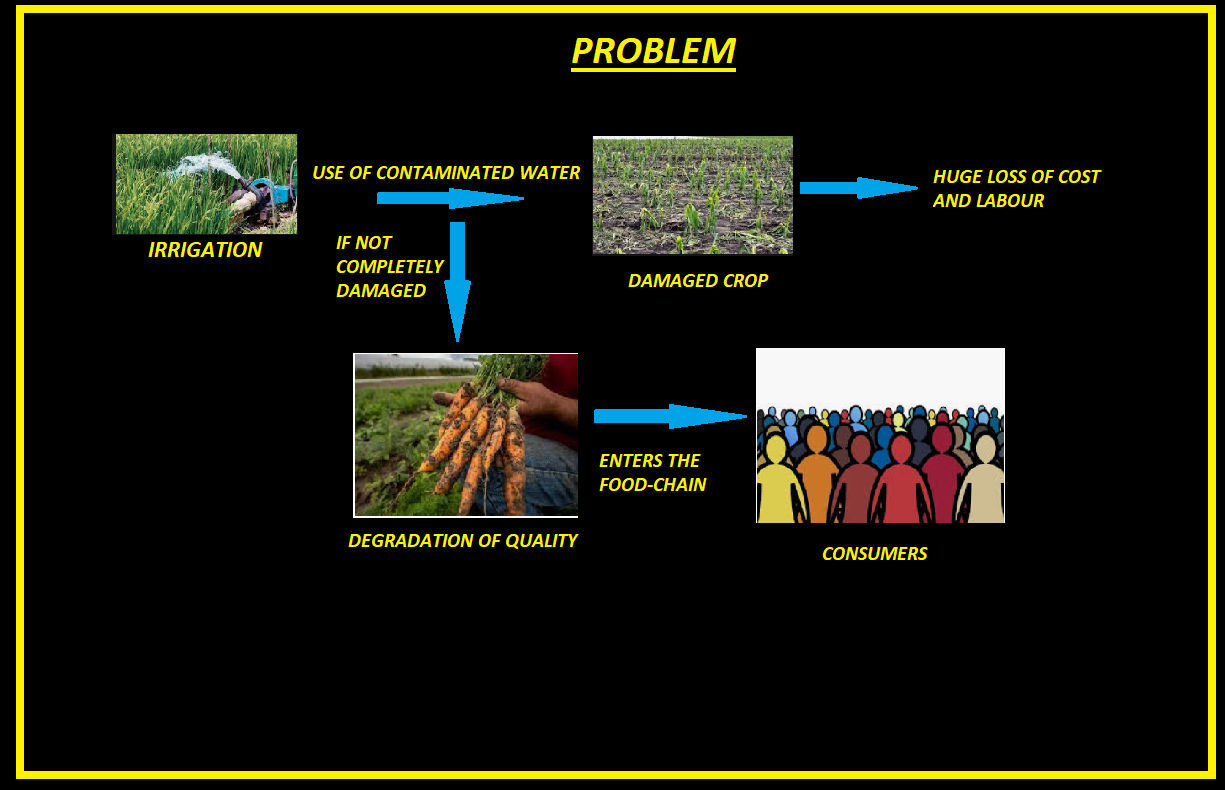 PROBLEM
USE OF CONTAMINATED WATER
HUGE LOSS OF COST
AND LABOUR
IRRIGATION
IF NOT
COMPLETELY
DAMAGED
DAMAGED CROP
ENTERS THE
FOOD-CHAIN
DEGRADATION OF QUALITY
CONSUMERS